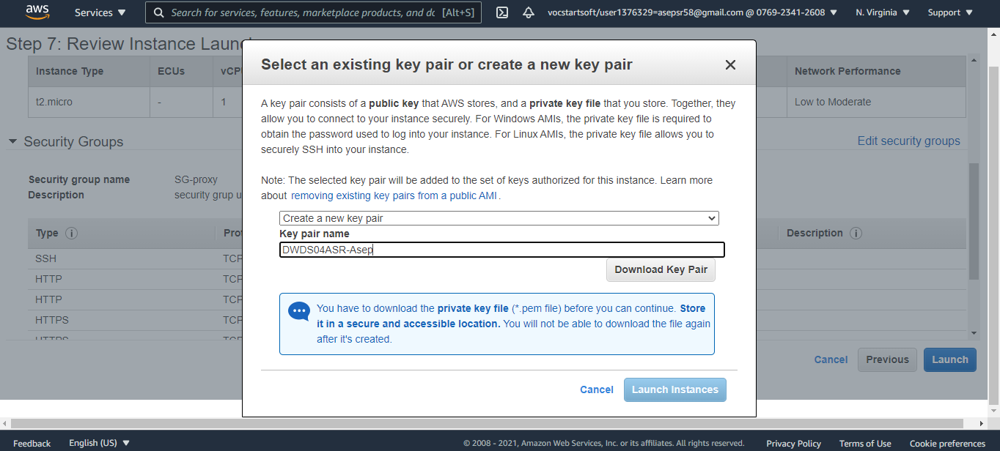 aws
Services
Search for services, features, marketplace products, and dc [Alt+S]
vocstartsoft/user1376329=asepsr58@gmail.com @ 0769-2341-2608
N. Virginia
Support
Step 7: Review Instance Launc
Instance Type
ECUs
vCPU
Network Performance
t2.micro
-
1
Low to Moderate
Security Groups
Edit security groups
Security group name
SG-proxy
Description
security grup u
Type
Pro
Description
SSH
TCP
HTTP
TCP
HTTP
TCP
HTTPS
TCP
HTTPS
TCP
Cancel
Previous
Launch
Select an existing key pair or create a new key pair
A key pair consists of a public key that AWS stores, and a private key file that you store. Together, they
allow you to connect to your instance securely. For Windows AMIs, the private key file is required to
obtain the password used to log into your instance. For Linux AMIs, the private key file allows you to
securely SSH into your instance.
Note: The selected key pair will be added to the set of keys authorized for this instance. Learn more
about removing existing key pairs from a public AMI.
Create a new key pair
Key pair name
DWDS04ASR-Asep
Download Key Pair
You have to download the private key file (*.pem file) before you can continue. Store
it in a secure and accessible location. You will not be able to download the file again
after it's created.
Cancel
Launch Instances
Feedback
English (US)
© 2008 - 2021, Amazon Web Services, Inc. or its affiliates. All rights reserved.
Privacy Policy
Terms of Use
Cookie preferences